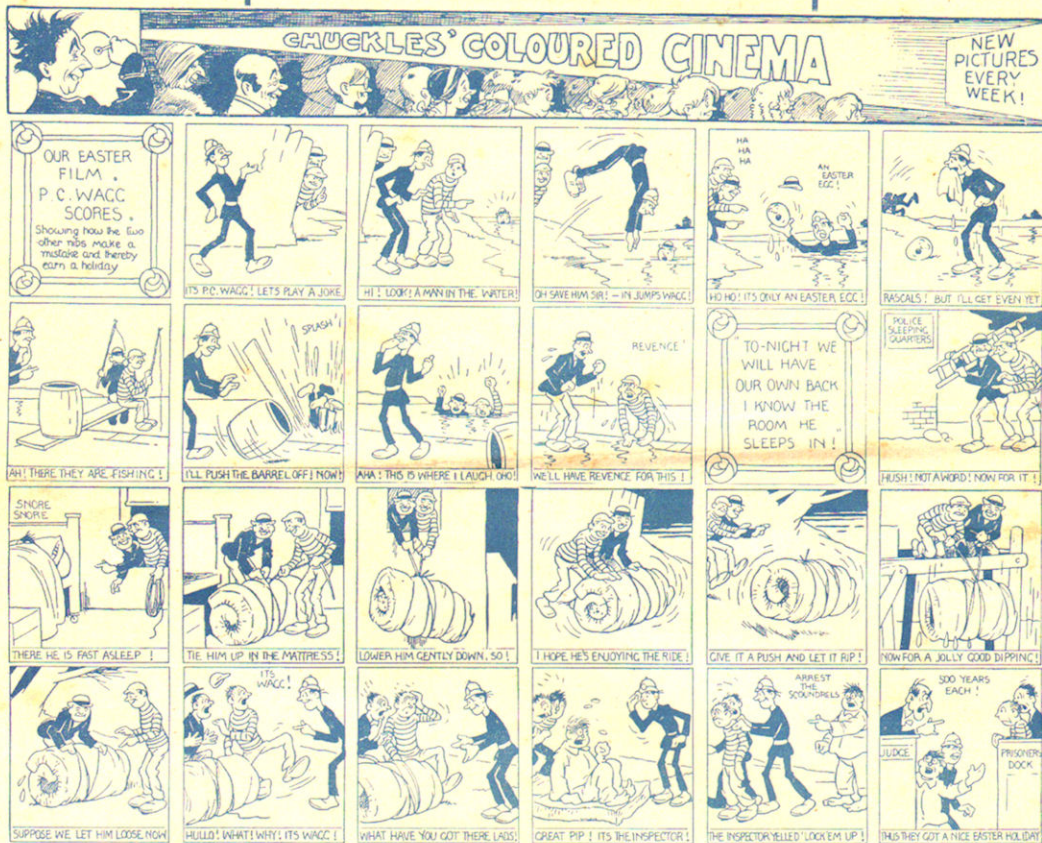 CHUCKLES' COLOURED CINEMA
NEW
PICTURES
EVERY
WEEK!
OUR EASTER
FILM.
P.C. WAGG
SCORES.
Showing how the two
other nibs make a
mistake and thereby
earn a holiday
ITS P.C. WAGG! LETS PLAY A JOKE
HI! LOOK! A MAN IN THE WATER!
OH SAVE HIM SIR! - IN JUMPS WAGG!
HA
HA
HA
AN
EASTER
EGG!
HO HO! ITS ONLY AN EASTER EGG!
RASCALS! BUT I'LL GET EVEN YET
AH! THERE THEY ARE FISHING!
SPLASH!
I'LL PUSH THE BARREL OFF! NOW!
AHA! THIS IS WHERE I LAUGH. OHO!
REVENGE!
WE'LL HAVE REVENGE FOR THIS!
"TO-NIGHT WE
WILL HAVE
OUR OWN BACK
I KNOW THE
ROOM HE
SLEEPS IN!
POLICE
SLEEPING
QUARTERS
HUSH! NOT A WORD! NOW FOR IT!
SNORE
SNORE
THERE HE IS FAST ASLEEP!
TIE HIM UP IN THE MATTRESS!
LOWER HIM GENTLY DOWN, SO!
I HOPE HE'S ENJOYING THE RIDE!
GIVE IT A PUSH AND LET IT RIP!
NOW FOR A JOLLY GOOD DIPPING!
SUPPOSE WE LET HIM LOOSE NOW
ITS
WAGG!
HULLO! WHAT! WHY! ITS WAGG!
WHAT HAVE YOU GOT THERE LADS!
GREAT PIP! ITS THE INSPECTOR!
ARREST
THE
SCOUNDRELS
THE INSPECTOR YELLED 'LOCK EM UP!
500 YEARS
EACH!
JUDGE
PRISONERS
DOCK
THUS THEY GOT A NICE EASTER HOLIDAY